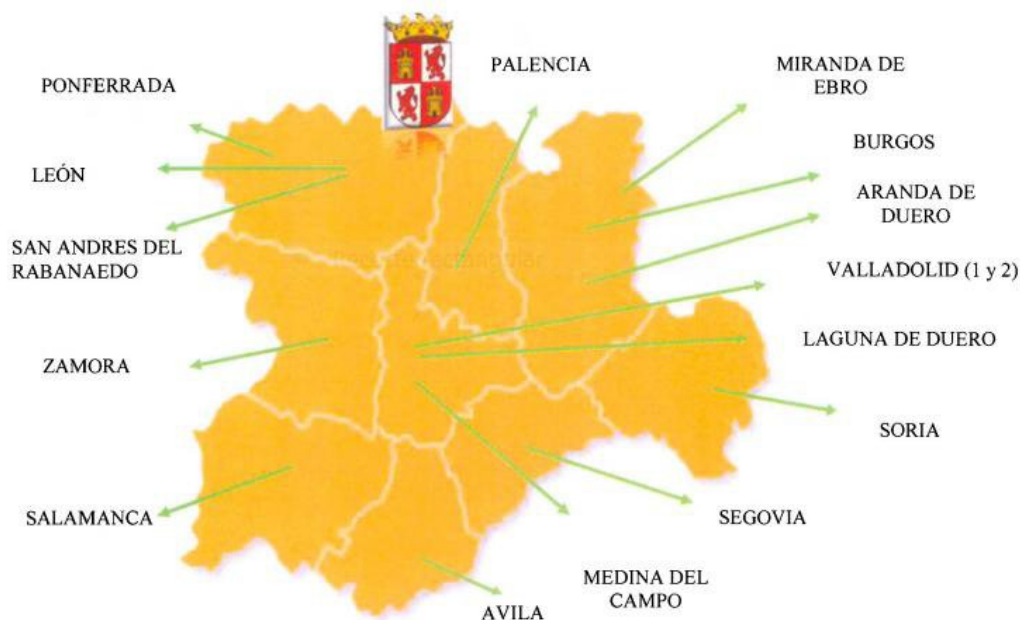 PALENCIA
MIRANDA DE
EBRO
PONFERRADA
BURGOS
LEÓN
ARANDA DE
DUERO
SAN ANDRES DEL
RABANAEDO
VALLADOLID (1 y 2)
LAGUNA DE DUERO
ZAMORA
SORIA
SALAMANCA
SEGOVIA
MEDINA DEL
CAMPO
AVILA